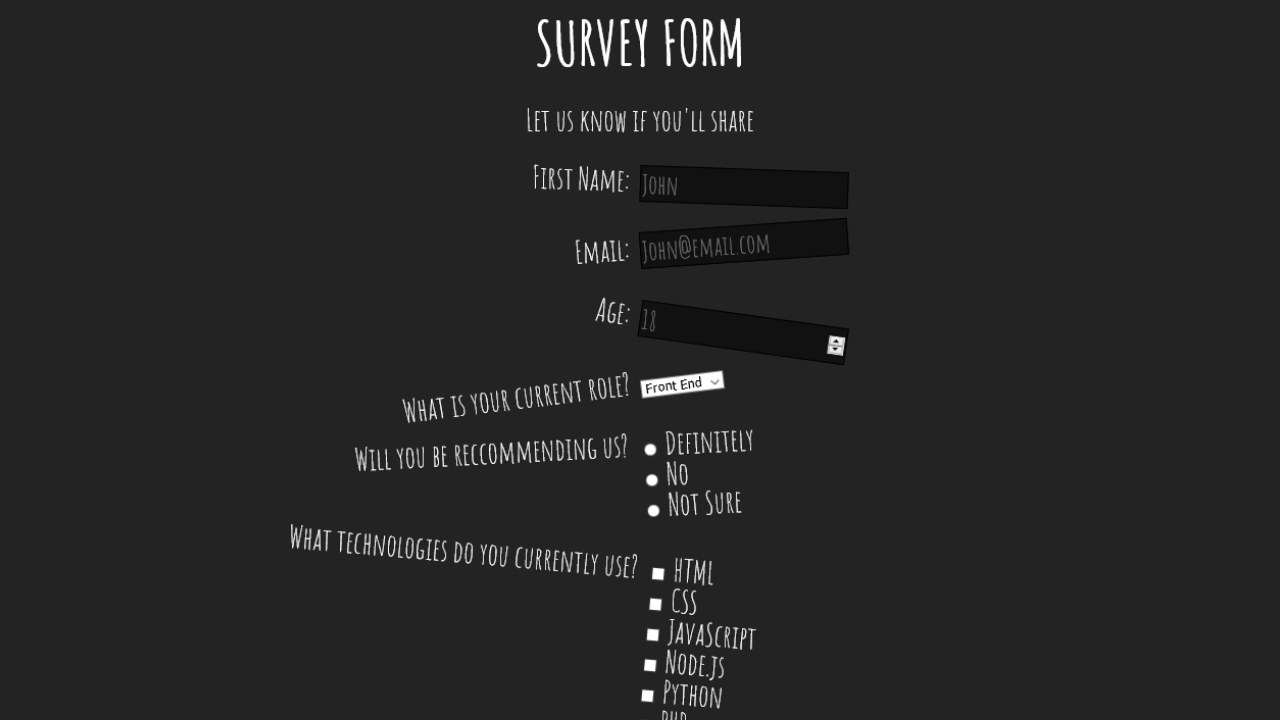 SURVEY FORM
Let us know if you'll share
First Name: John
Email: John@email.com
Age: 18
What is your current role? Front End
Will you be reccommending us? Definitely
No
Not Sure
What technologies do you currently use? HTML
CSS
JavaScript
Node.js
Python
PHP